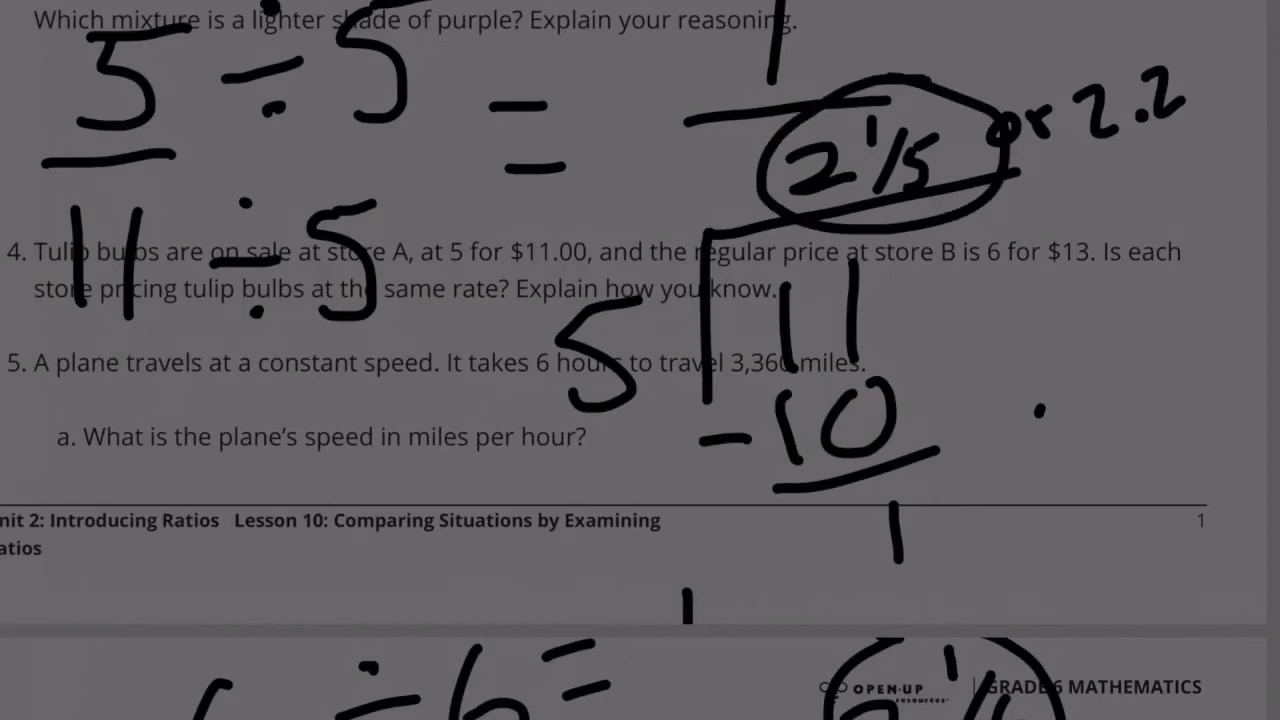 Which mixture is a lighter shade of purple? Explain your reasoning.
5 ÷ 5 = 1
11 ÷ 5 2 1/5 or 2.2
4. Tulip bulbs are on sale at store A, at 5 for $11.00, and the regular price at store B is 6 for $13. Is each
store pricing tulip bulbs at the same rate? Explain how you know.
5 11
5. A plane travels at a constant speed. It takes 6 hours to travel 3,360 miles.
- 10
a. What is the plane's speed in miles per hour?
1
nit 2: Introducing Ratios Lesson 10: Comparing Situations by Examining 1
atios
1
÷ 6 =
OPEN-UP resources GRADE 6 MATHEMATICS